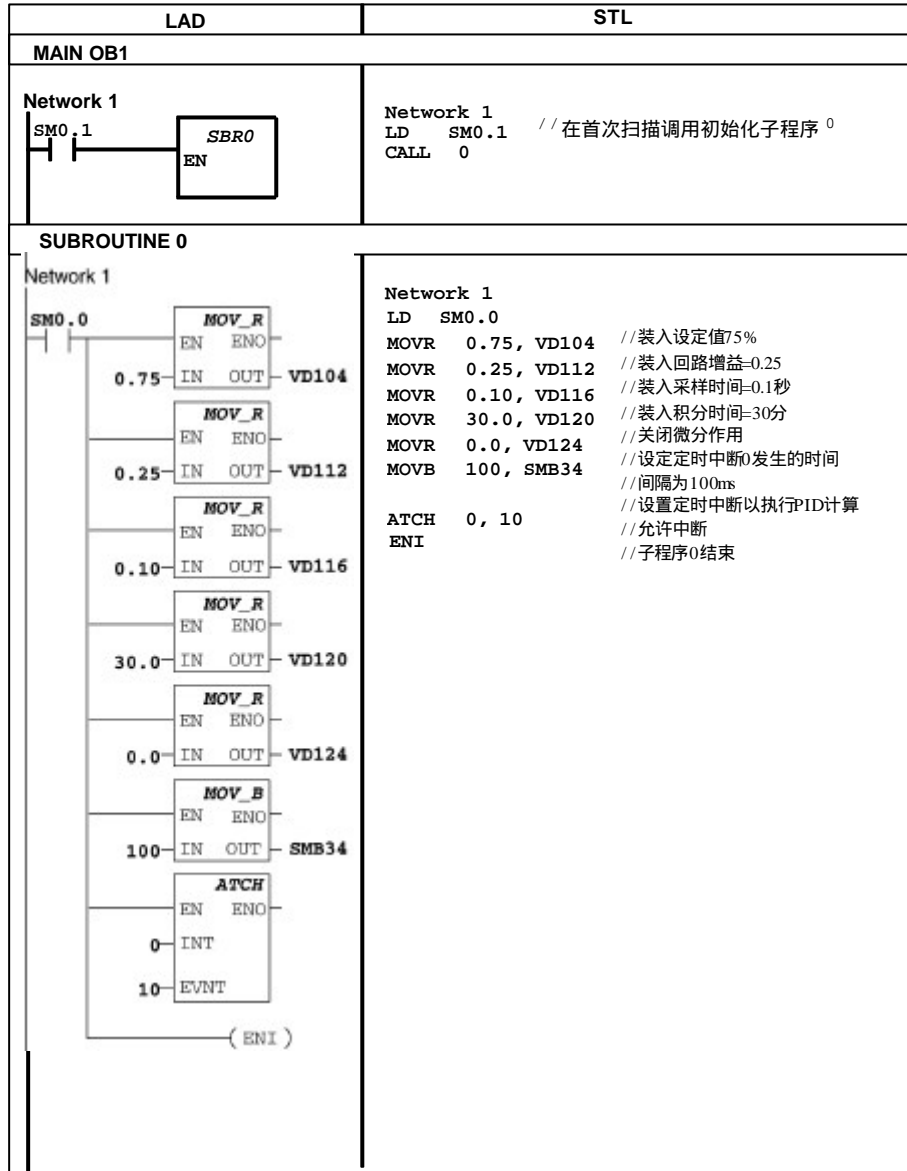 LAD
STL
MAIN OB1
Network 1
SM0.1
SBR0
EN
Network 1
LD SM0.1 //在首次扫描调用初始化子程序 0
CALL 0
SUBROUTINE 0
Network 1
SM0.0
MOV_R
EN ENO
0.75 IN OUT VD104
MOV_R
EN ENO
0.25 IN OUT VD112
MOV_R
EN ENO
0.10 IN OUT VD116
MOV_R
EN ENO
30.0 IN OUT VD120
MOV_R
EN ENO
0.0 IN OUT VD124
MOV_B
EN ENO
100 IN OUT SMB34
ATCH
EN ENO
0 INT
10 EVNT
( ENI )
Network 1
LD SM0.0
MOVR 0.75, VD104 //装入设定值75%
MOVR 0.25, VD112 //装入回路增益=0.25
MOVR 0.10, VD116 //装入采样时间=0.1秒
MOVR 30.0, VD120 //装入积分时间=30分
MOVR 0.0, VD124 //关闭微分作用
MOVB 100, SMB34 //设定定时中断0发生的时间
//间隔为100ms
//设置定时中断以执行PID计算
ATCH 0, 10 //允许中断
ENI //子程序0结束